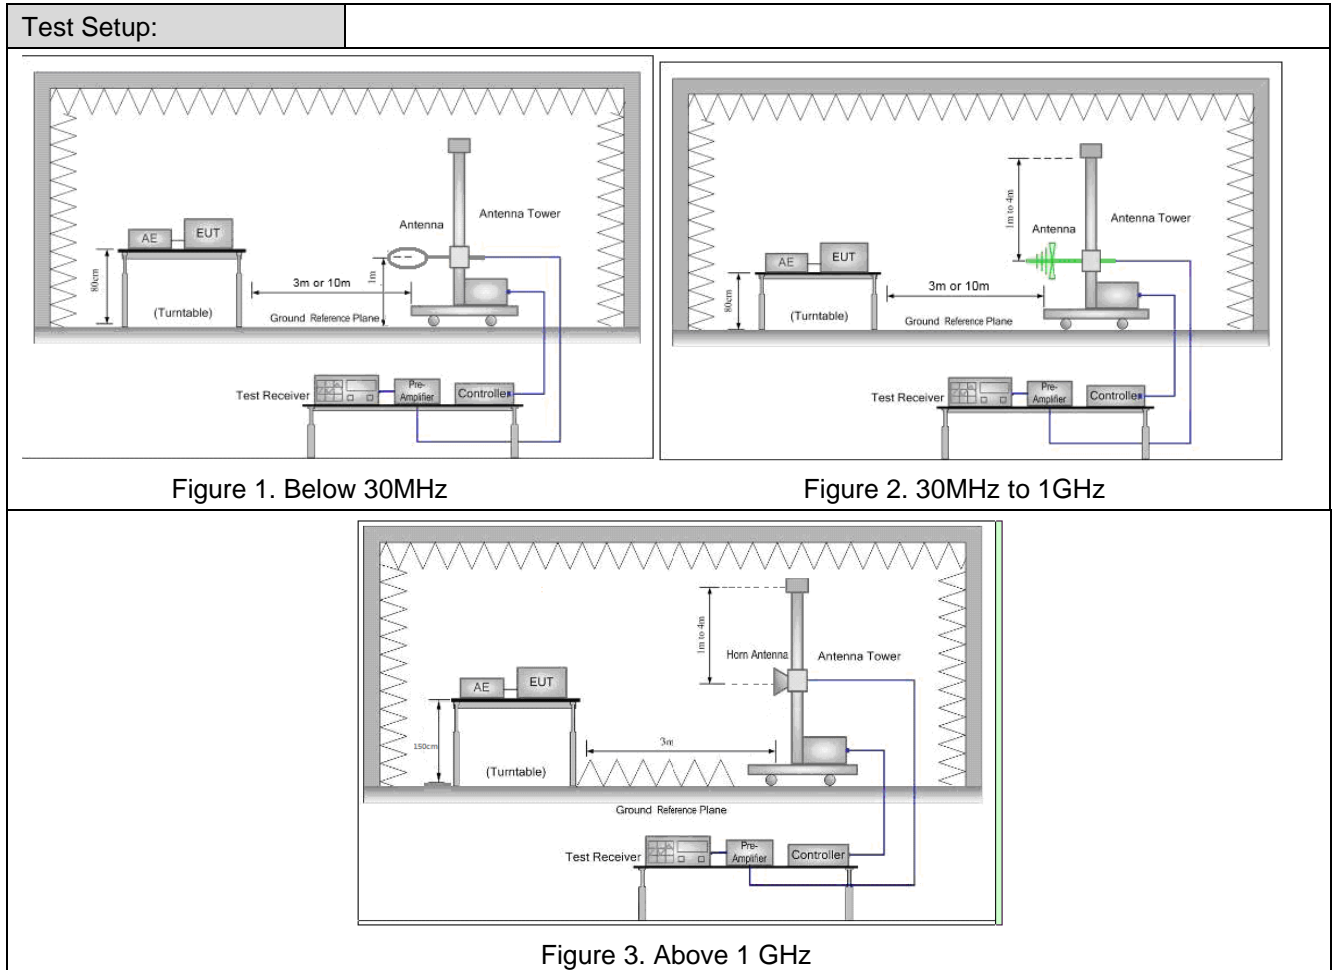 Test Setup:
Antenna
Antenna Tower
AE
EUT
80cm
1m
3m or 10m
(Turntable)
Ground Reference Plane
Test Receiver
Pre-
Amplifier
Controller
Figure 1. Below 30MHz
1m to 4m
Antenna
Antenna Tower
AE
EUT
80cm
3m or 10m
(Turntable)
Ground Reference Plane
Test Receiver
Pre-
Amplifier
Controller
Figure 2. 30MHz to 1GHz
1m to 4m
Horn Antenna
Antenna Tower
AE
EUT
150cm
3m
(Turntable)
Ground Reference Plane
Test Receiver
Pre-
Amplifier
Controller
Figure 3. Above 1 GHz